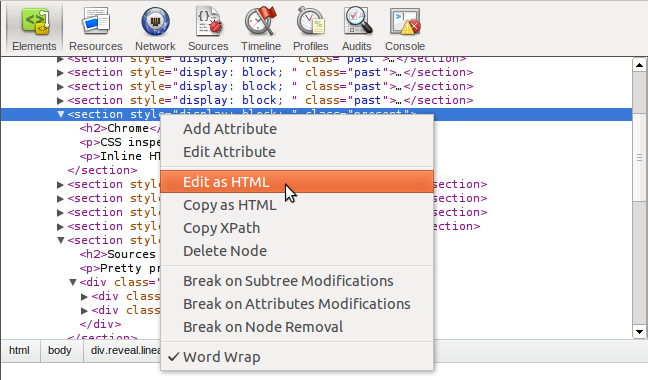 Elements Resources Network Sources Timeline Profiles Audits Console
<section style="display: none; " class="past">…</section>
▶<section style="display: block; " class="past">…</section>
▶<section style="display: block; " class="past">…</section>
▶<section style="display: block; " class="past">…</section>
▼<section style="display: block; " class="present">
<h2>Chrome</
<p>CSS inspe
<p>Inline HT
</section>
▶<section style section>
▶<section style section>
▶<section style section>
▶<section style section>
▼<section style
<h2>Sources
<p>Pretty pr
▼<div class="
▶<div
▶<div
</div>
</section>
Add Attribute
Edit Attribute
Edit as HTML
Copy as HTML
Copy XPath
Delete Node
Break on Subtree Modifications
Break on Attributes Modifications
Break on Node Removal
✓ Word Wrap
html body div.reveal.linea